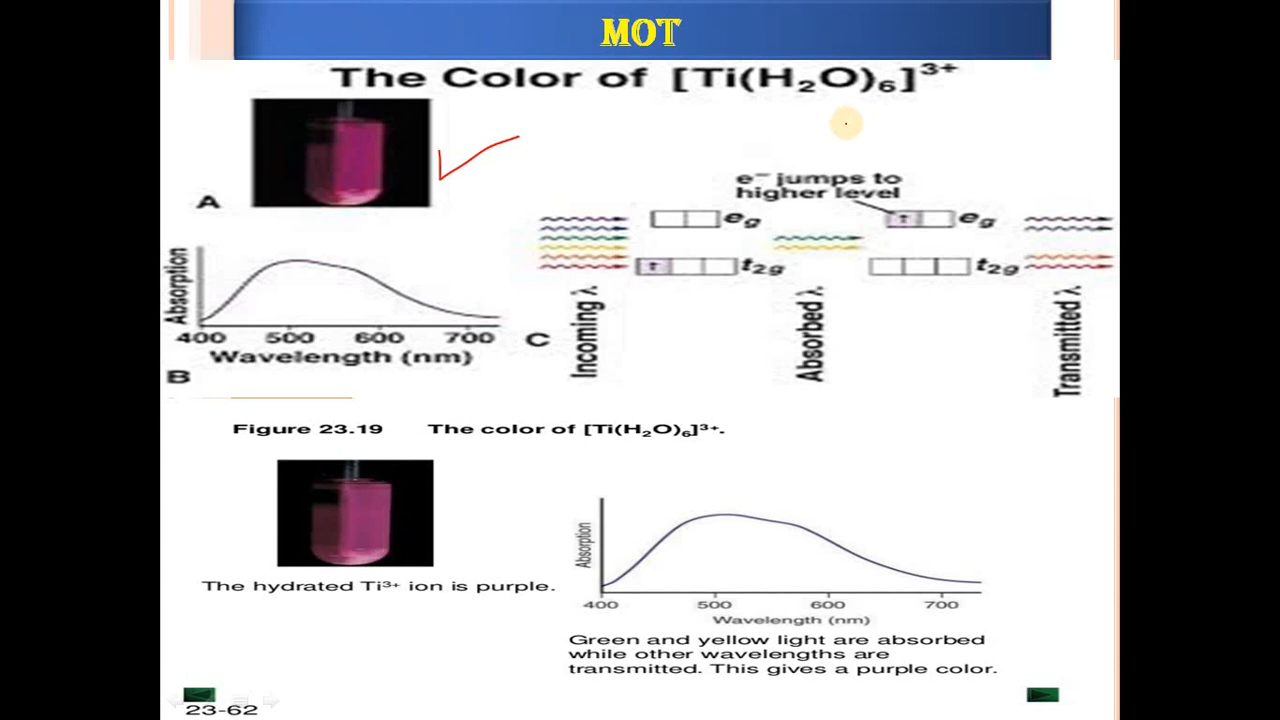 MOT
The Color of [Ti(H₂O)₆]³⁺
A
e⁻ jumps to
higher level
↑
e_g
e_g
↑
t₂g
t₂g
Incoming λ
Absorbed λ
Transmitted λ
C
Absorption
400 500 600 700
Wavelength (nm)
B
Figure 23.19 The color of [Ti(H₂O)₆]³⁺.
The hydrated Ti³⁺ ion is purple.
Absorption
400 500 600 700
Wavelength (nm)
Green and yellow light are absorbed
while other wavelengths are
transmitted. This gives a purple color.
23-62